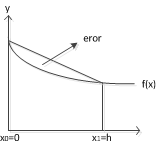 y
eror
f(x)
x0=0
x1=h